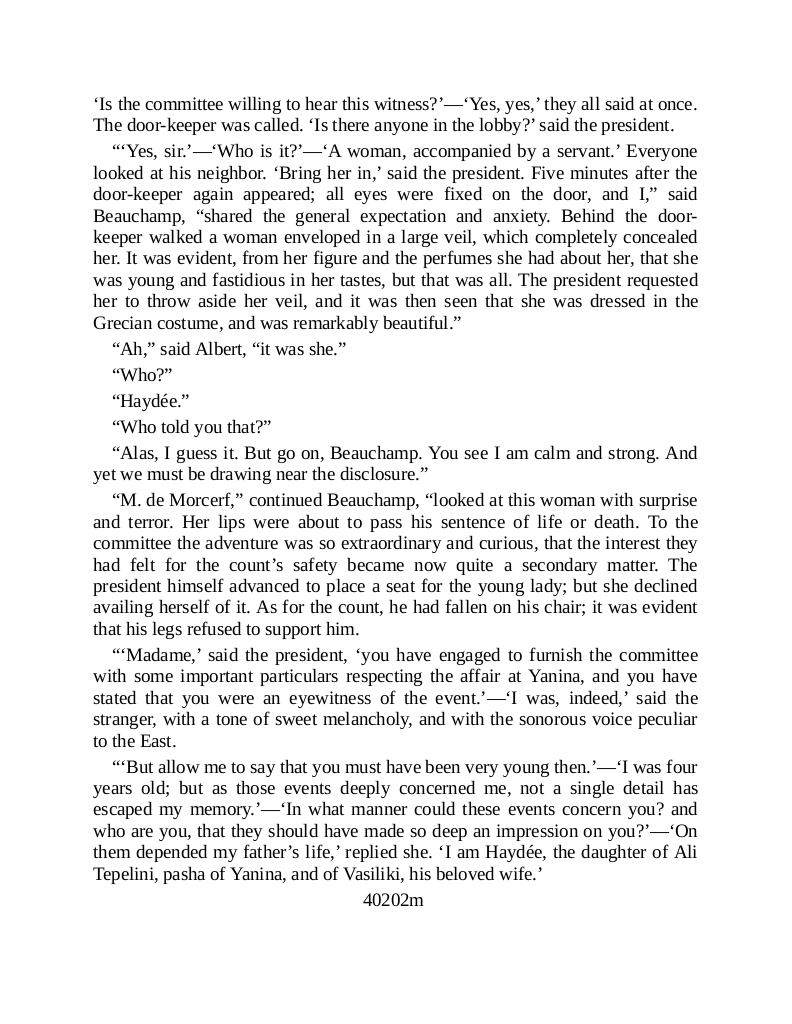 ‘Is the committee willing to hear this witness?’—‘Yes, yes,’ they all said at once.
The door-keeper was called. ‘Is there anyone in the lobby?’ said the president.
“‘Yes, sir.’—‘Who is it?’—‘A woman, accompanied by a servant.’ Everyone
looked at his neighbor. ‘Bring her in,’ said the president. Five minutes after the
door-keeper again appeared; all eyes were fixed on the door, and I,” said
Beauchamp, “shared the general expectation and anxiety. Behind the door-
keeper walked a woman enveloped in a large veil, which completely concealed
her. It was evident, from her figure and the perfumes she had about her, that she
was young and fastidious in her tastes, but that was all. The president requested
her to throw aside her veil, and it was then seen that she was dressed in the
Grecian costume, and was remarkably beautiful.”
“Ah,” said Albert, “it was she.”
“Who?”
“Haydée.”
“Who told you that?”
“Alas, I guess it. But go on, Beauchamp. You see I am calm and strong. And
yet we must be drawing near the disclosure.”
“M. de Morcerf,” continued Beauchamp, “looked at this woman with surprise
and terror. Her lips were about to pass his sentence of life or death. To the
committee the adventure was so extraordinary and curious, that the interest they
had felt for the count’s safety became now quite a secondary matter. The
president himself advanced to place a seat for the young lady; but she declined
availing herself of it. As for the count, he had fallen on his chair; it was evident
that his legs refused to support him.
“‘Madame,’ said the president, ‘you have engaged to furnish the committee
with some important particulars respecting the affair at Yanina, and you have
stated that you were an eyewitness of the event.’—‘I was, indeed,’ said the
stranger, with a tone of sweet melancholy, and with the sonorous voice peculiar
to the East.
“‘But allow me to say that you must have been very young then.’—‘I was four
years old; but as those events deeply concerned me, not a single detail has
escaped my memory.’—‘In what manner could these events concern you? and
who are you, that they should have made so deep an impression on you?’—‘On
them depended my father’s life,’ replied she. ‘I am Haydée, the daughter of Ali
Tepelini, pasha of Yanina, and of Vasiliki, his beloved wife.’
40202m